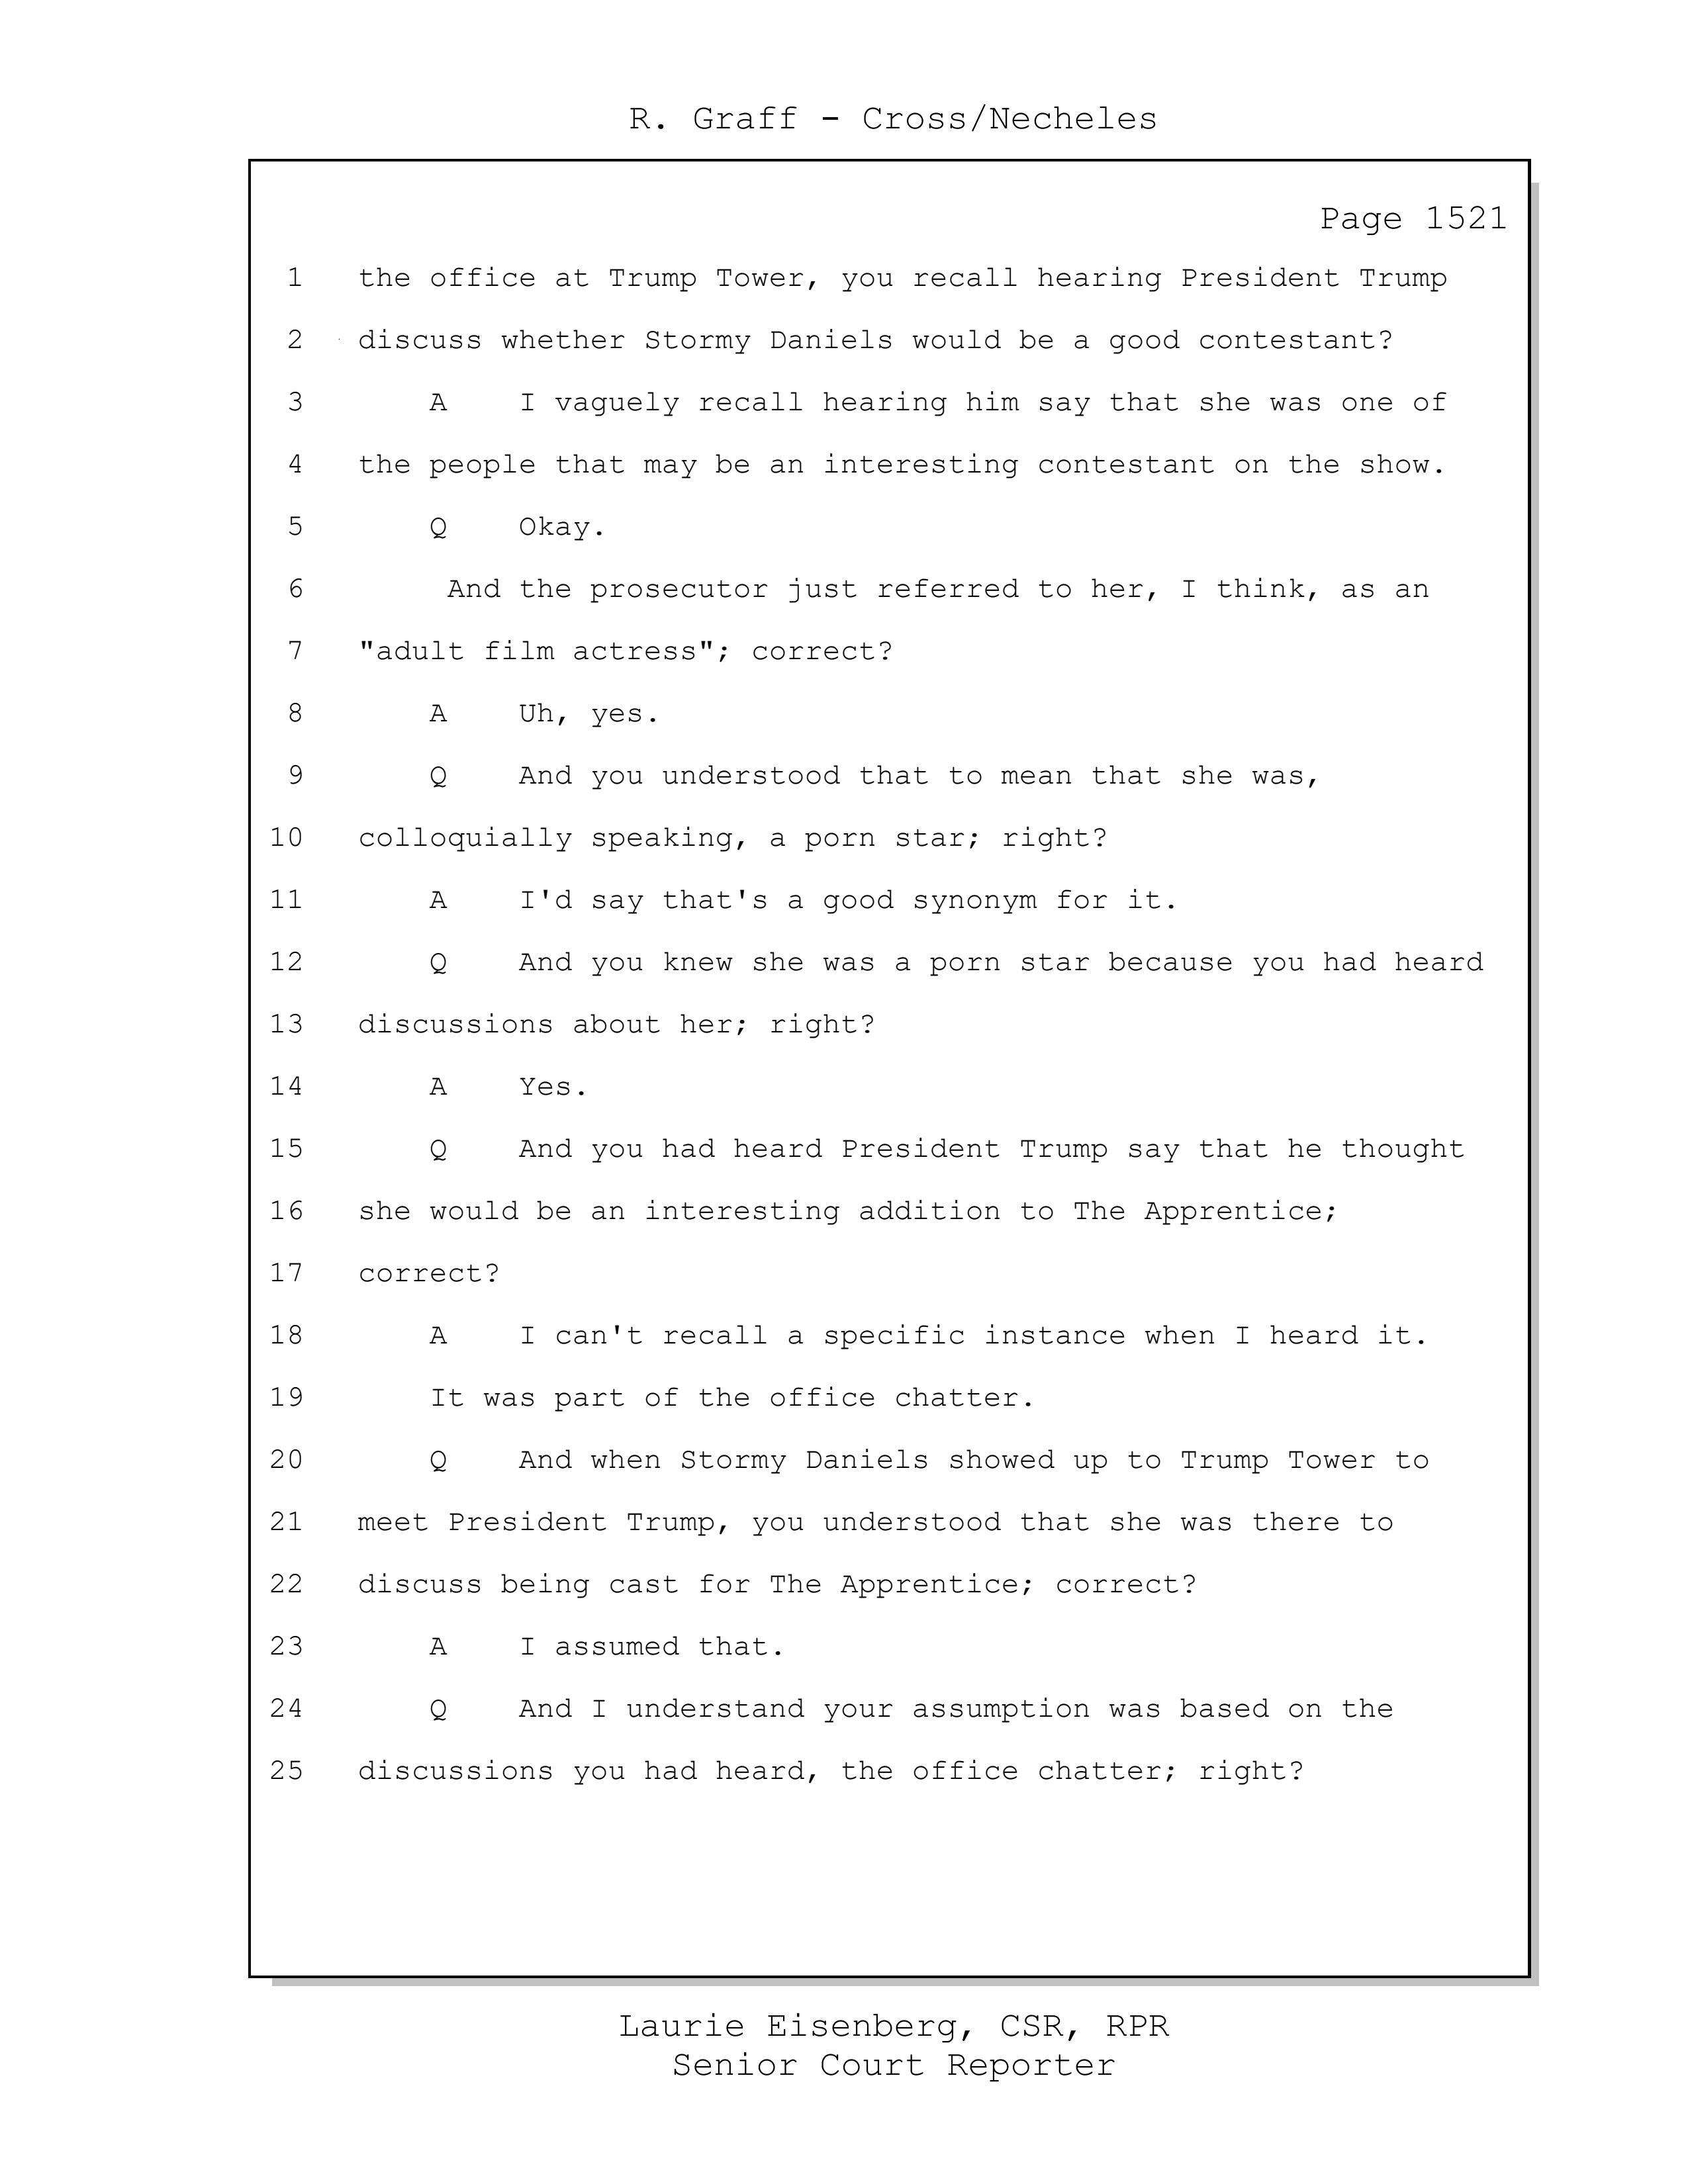 R. Graff - Cross/Necheles
Page 1521
1 the office at Trump Tower, you recall hearing President Trump
2 discuss whether Stormy Daniels would be a good contestant?
3 A I vaguely recall hearing him say that she was one of
4 the people that may be an interesting contestant on the show.
5 Q Okay.
6 And the prosecutor just referred to her, I think, as an
7 "adult film actress"; correct?
8 A Uh, yes.
9 Q And you understood that to mean that she was,
10 colloquially speaking, a porn star; right?
11 A I'd say that's a good synonym for it.
12 Q And you knew she was a porn star because you had heard
13 discussions about her; right?
14 A Yes.
15 Q And you had heard President Trump say that he thought
16 she would be an interesting addition to The Apprentice;
17 correct?
18 A I can't recall a specific instance when I heard it.
19 It was part of the office chatter.
20 Q And when Stormy Daniels showed up to Trump Tower to
21 meet President Trump, you understood that she was there to
22 discuss being cast for The Apprentice; correct?
23 A I assumed that.
24 Q And I understand your assumption was based on the
25 discussions you had heard, the office chatter; right?
Laurie Eisenberg, CSR, RPR
Senior Court Reporter